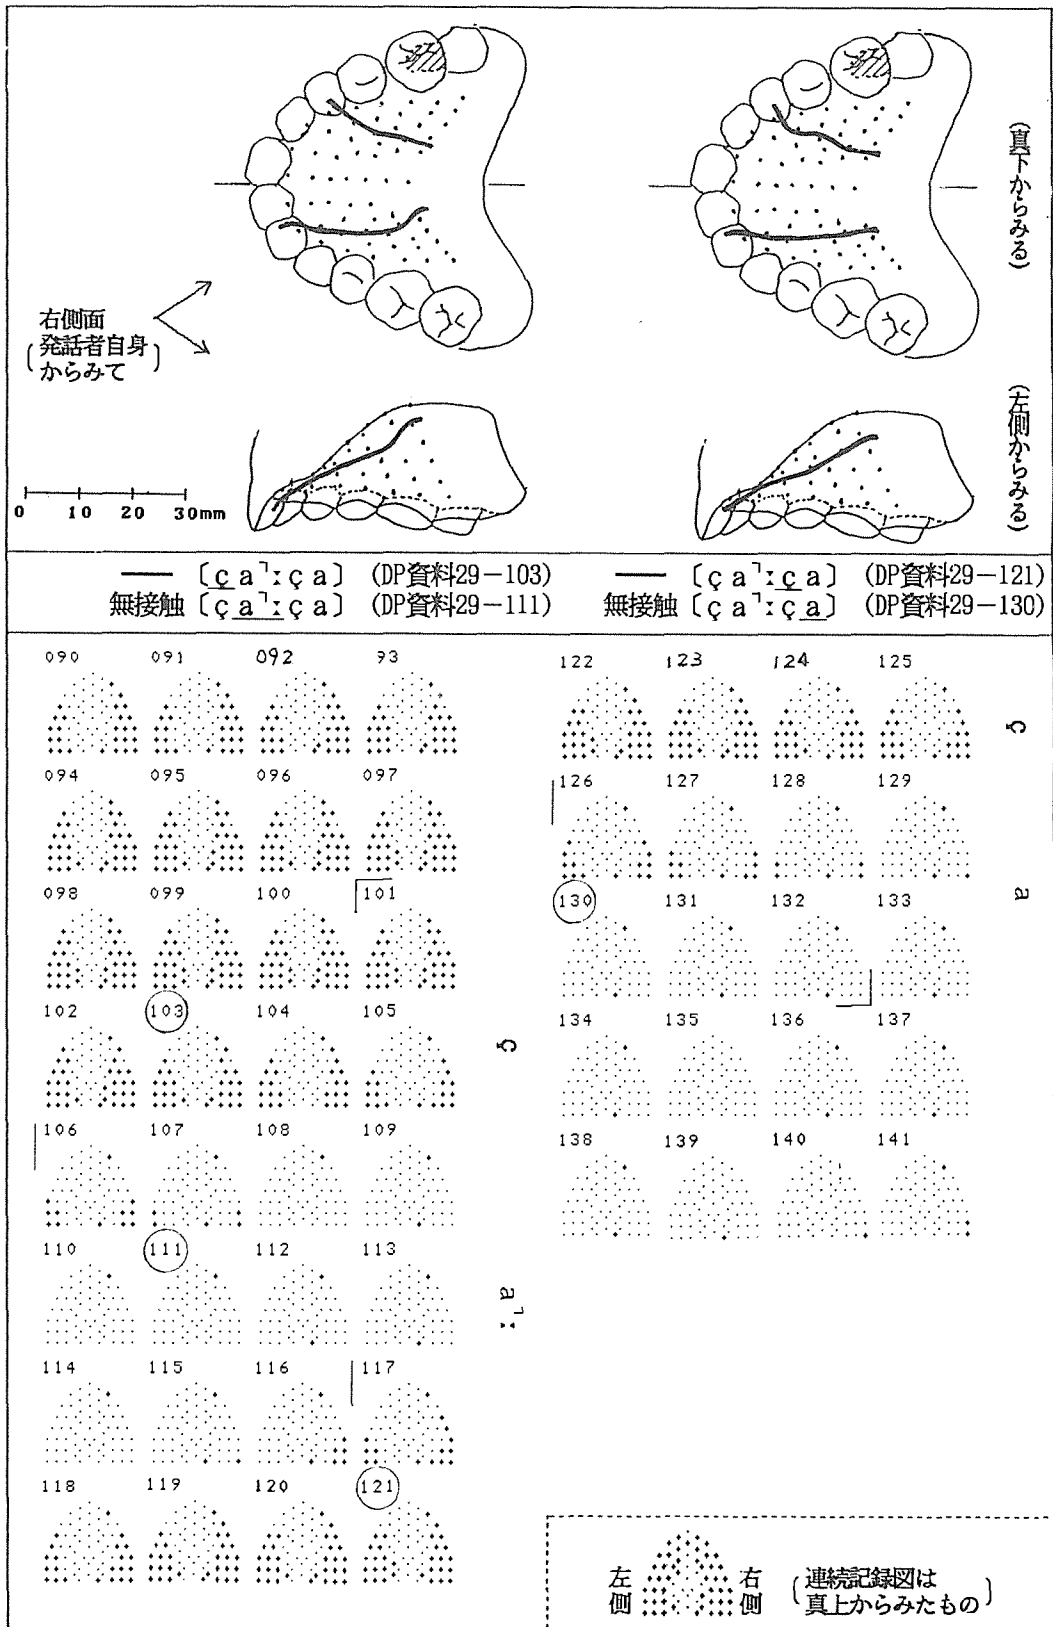 (真下からみる)
右側面
(発話者自身
からみて)
(左側からみる)
0 10 20 30mm
━━ 〔ça˺ːça〕 (DP資料29−103)
無接触 〔ça˺ːça〕 (DP資料29−111)
━━ 〔ça˺ːça〕 (DP資料29−121)
無接触 〔ça˺ːça〕 (DP資料29−130)
090 091 092 93
094 095 096 097
098 099 100 101
102 103 104 105
ç
106 107 108 109
110 111 112 113
a˺ː
114 115 116 117
118 119 120 121
122 123 124 125
ç
126 127 128 129
130 131 132 133
a
134 135 136 137
138 139 140 141
左側
右側
(連続記録図は
真上からみたもの)